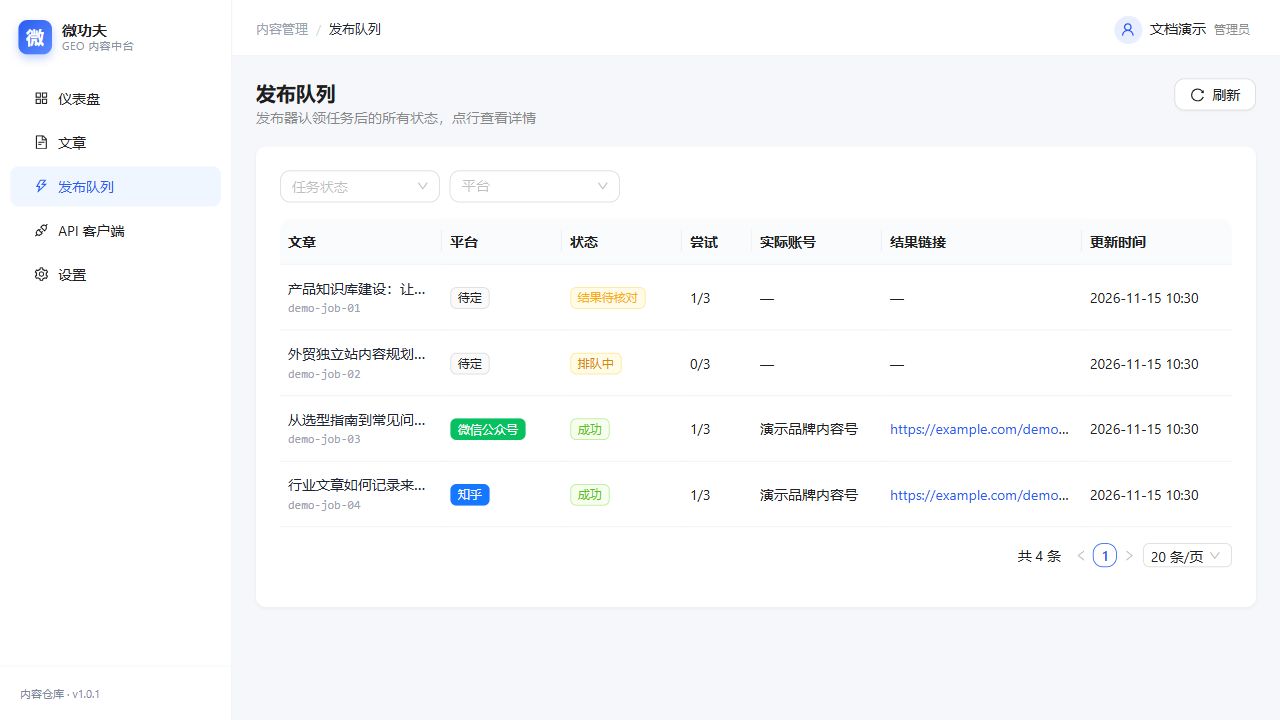 微
微功夫
GEO 内容中台
仪表盘
文章
发布队列
API 客户端
设置
内容仓库 · v1.0.1
内容管理 / 发布队列
文档演示 管理员
发布队列
发布器认领任务后的所有状态，点行查看详情
刷新
任务状态 平台
文章 平台 状态 尝试 实际账号 结果链接 更新时间
产品知识库建设：让...
demo-job-01
待定 结果待核对 1/3 — — 2026-11-15 10:30
外贸独立站内容规划...
demo-job-02
待定 排队中 0/3 — — 2026-11-15 10:30
从选型指南到常见问...
demo-job-03
微信公众号 成功 1/3 演示品牌内容号 https://example.com/demo... 2026-11-15 10:30
行业文章如何记录来...
demo-job-04
知乎 成功 1/3 演示品牌内容号 https://example.com/demo... 2026-11-15 10:30
共 4 条 < 1 > 20 条/页